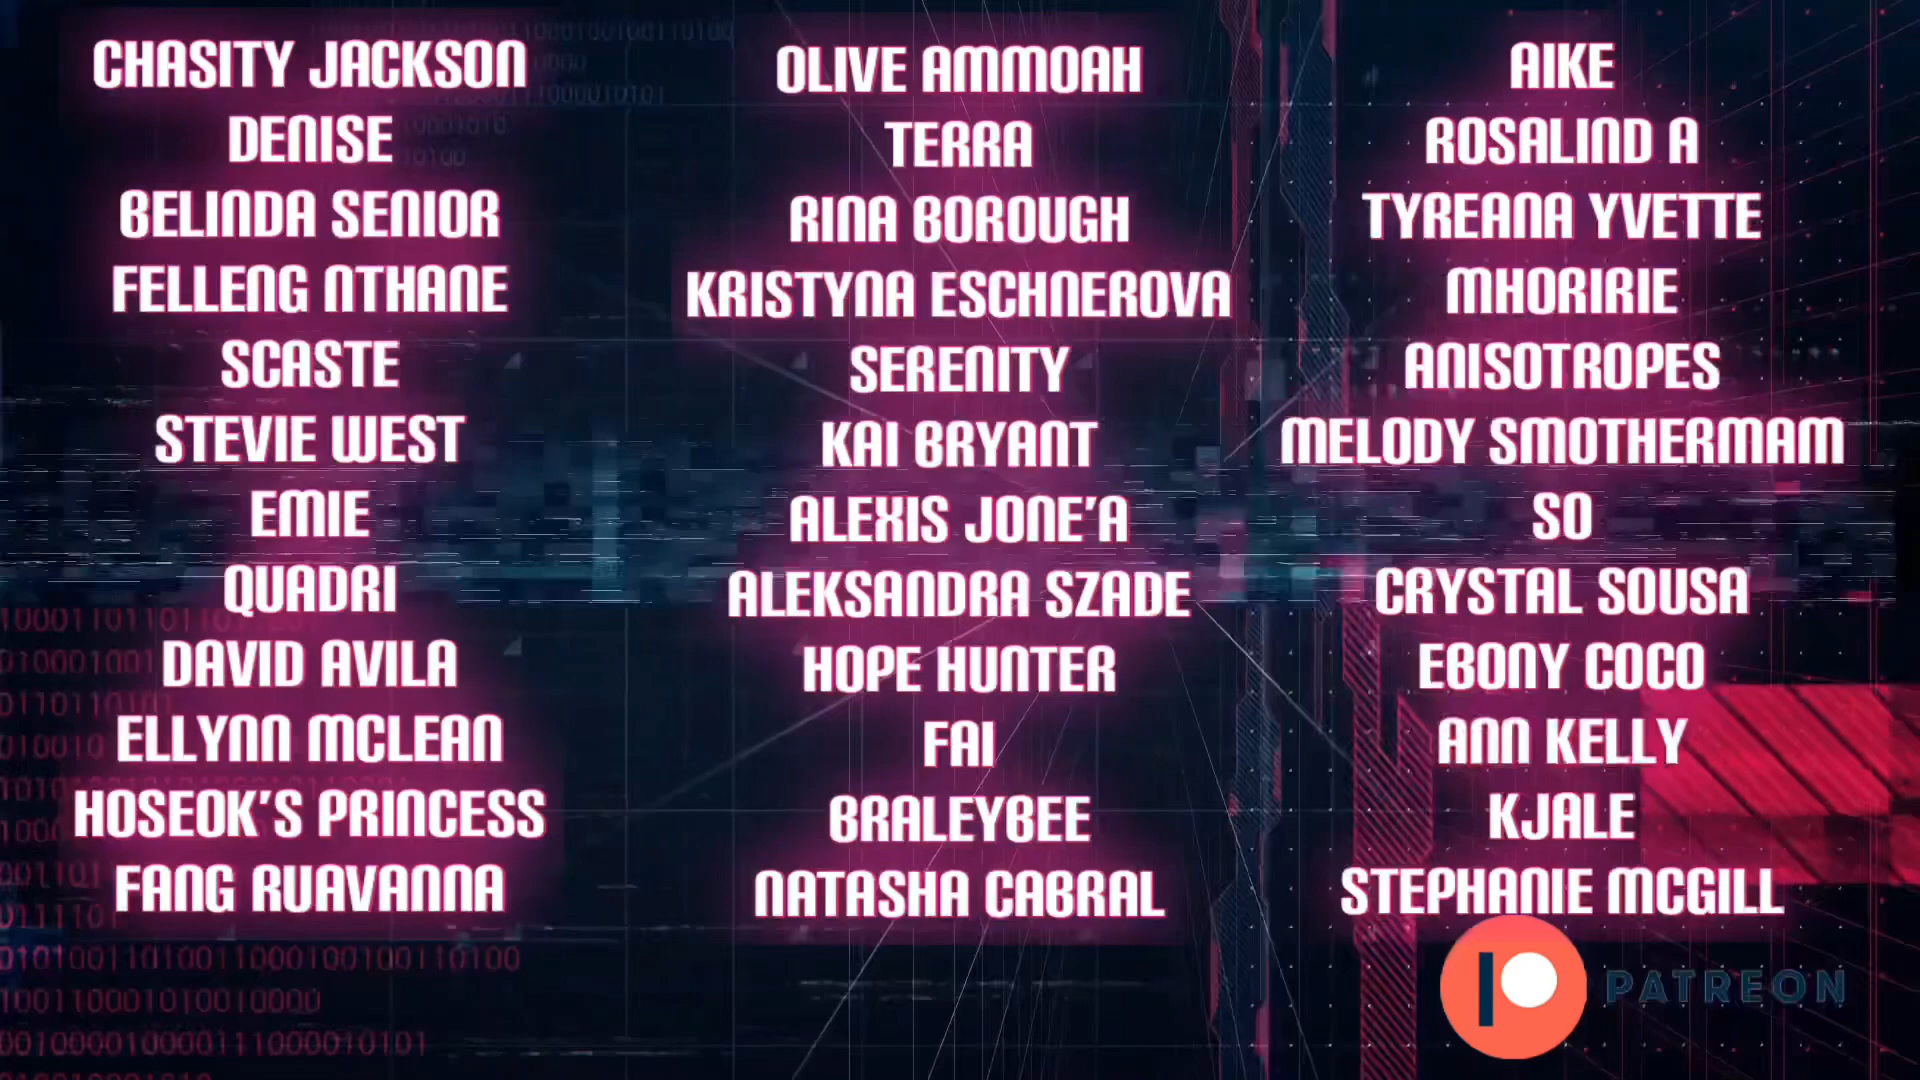 CHASITY JACKSON
DENISE
BELINDA SENIOR
FELLENG NTHANE
SCASTE
STEVIE WEST
EMIE
QUADRI
DAVID AVILA
ELLYNN MCLEAN
HOSEOK'S PRINCESS
FANG RUAVANNA
OLIVE AMMOAH
TERRA
RINA BOROUGH
KRISTYNA ESCHNEROVA
SERENITY
KAI BRYANT
ALEXIS JONE'A
ALEKSANDRA SZADE
HOPE HUNTER
FAI
BRALEYBEE
NATASHA CABRAL
AIKE
ROSALIND A
TYREANA YVETTE
MHORIRIE
ANISOTROPES
MELODY SMOTHERMAM
SO
CRYSTAL SOUSA
EBONY COCO
ANN KELLY
KJALE
STEPHANIE MCGILL
PATREON